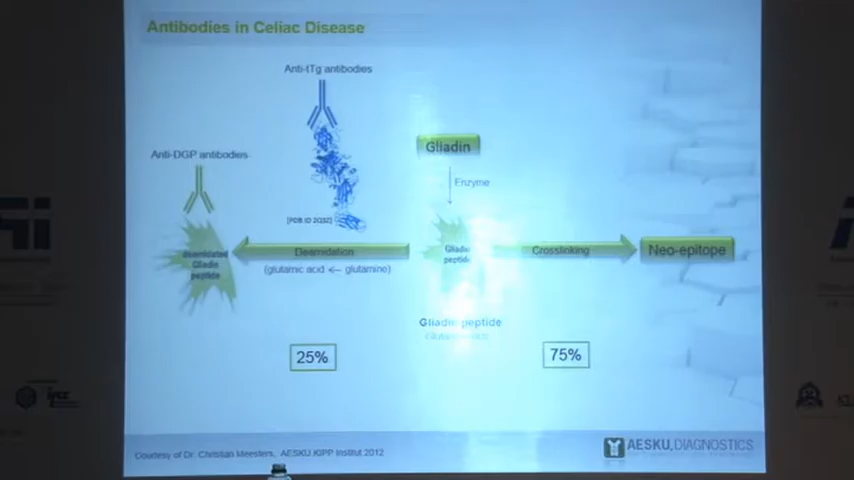 Antibodies in Celiac Disease
Anti-tTg antibodies
Anti-DGP antibodies
Gliadin
Enzyme
[PDB ID 2Q3Z]
deamidated
Gliadin
peptide
Deamidation
(glutamic acid <-- glutamine)
Gliadin
peptide
Crosslinking
Neo-epitope
Gliadin peptide
25%
75%
Courtesy of Dr. Christian Meesters, AESKU.KIPP Institut 2012
AESKU.DIAGNOSTICS